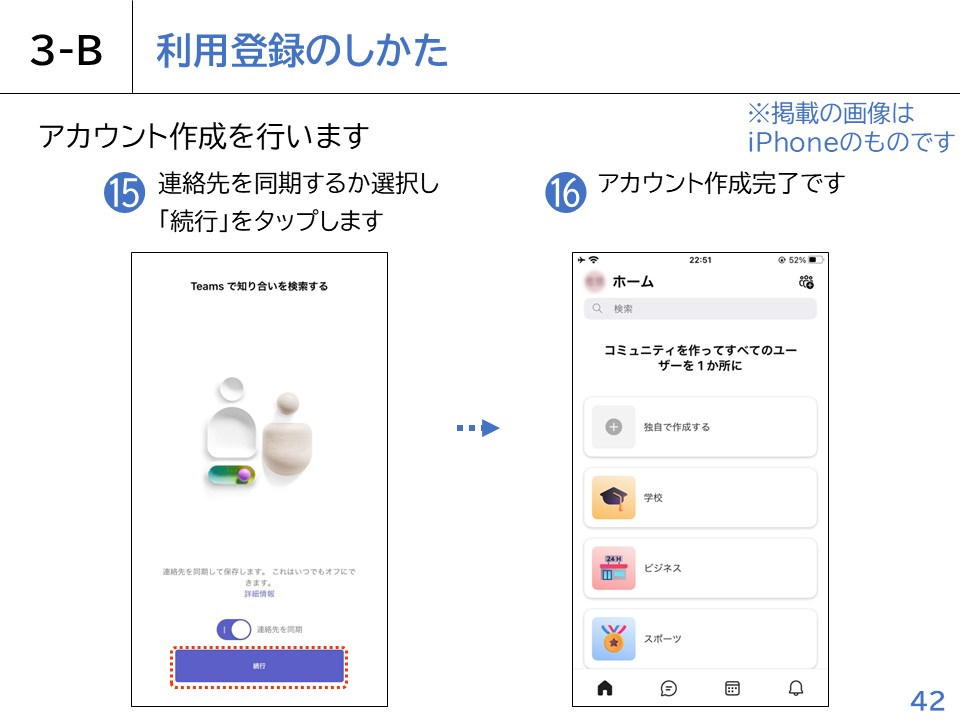 3-B
利用登録のしかた
※掲載の画像は
iPhoneのものです
アカウント作成を行います
15 連絡先を同期するか選択し
「続行」をタップします
Teams で知り合いを検索する
連絡先を同期して保存します。 これはいつでもオフにで
きます。
詳細情報
連絡先を同期
続行
16 アカウント作成完了です
22:51
52%
ホーム
検索
コミュニティを作ってすべてのユー
ザーを 1 か所に
独自で作成する
学校
24 H
ビジネス
スポーツ
42